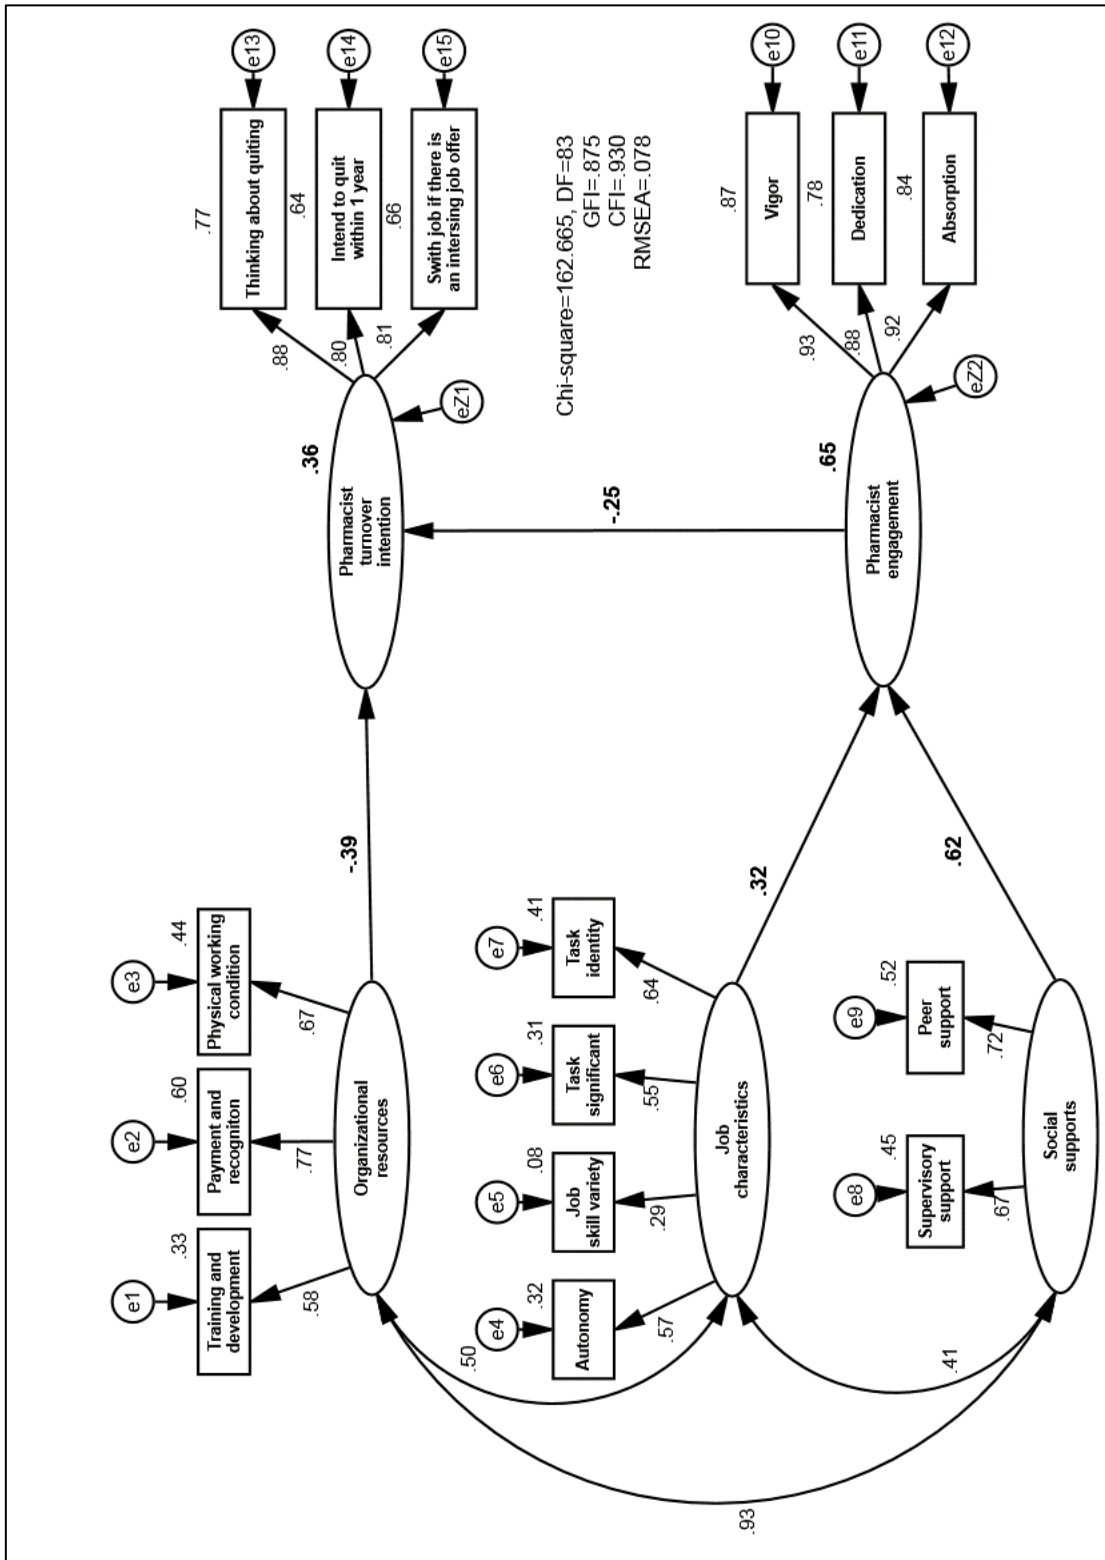 e1
e2
e3
.33
.60
.44
Training and
development
Payment and
recogniton
Physical working
condition
.58
.77
.67
Organizational
resources
-.39
.50
.93
e4
e5
e6
e7
.32
.08
.31
.41
Autonomy
Job
skill variety
Task
significant
Task
identity
.57
.29
.55
.64
Job
characteristics
.32
.41
e8
e9
.45
.52
Supervisory
support
Peer
support
.67
.72
Social
supports
.62
.36
Pharmacist
turnover
intention
eZ1
.88
.80
.81
.77
Thinking about quiting
e13
.64
Intend to quit
within 1 year
e14
.66
Swith job if there is
an intersing job offer
e15
-.25
Chi-square=162.665, DF=83
GFI=.875
CFI=.930
RMSEA=.078
.65
Pharmacist
engagement
eZ2
.93
.88
.92
.87
Vigor
e10
.78
Dedication
e11
.84
Absorption
e12